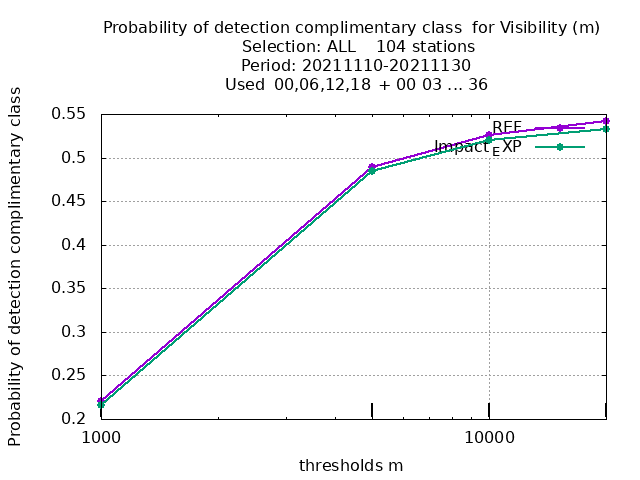 Probability of detection complimentary class  for Visibility (m)
Selection: ALL    104 stations
Period: 20211110-20211130
Used  00,06,12,18 + 00 03 ... 36
Probability of detection complimentary class
0.55
0.5
0.45
0.4
0.35
0.3
0.25
0.2
REF
Impact_EXP
1000
10000
thresholds m